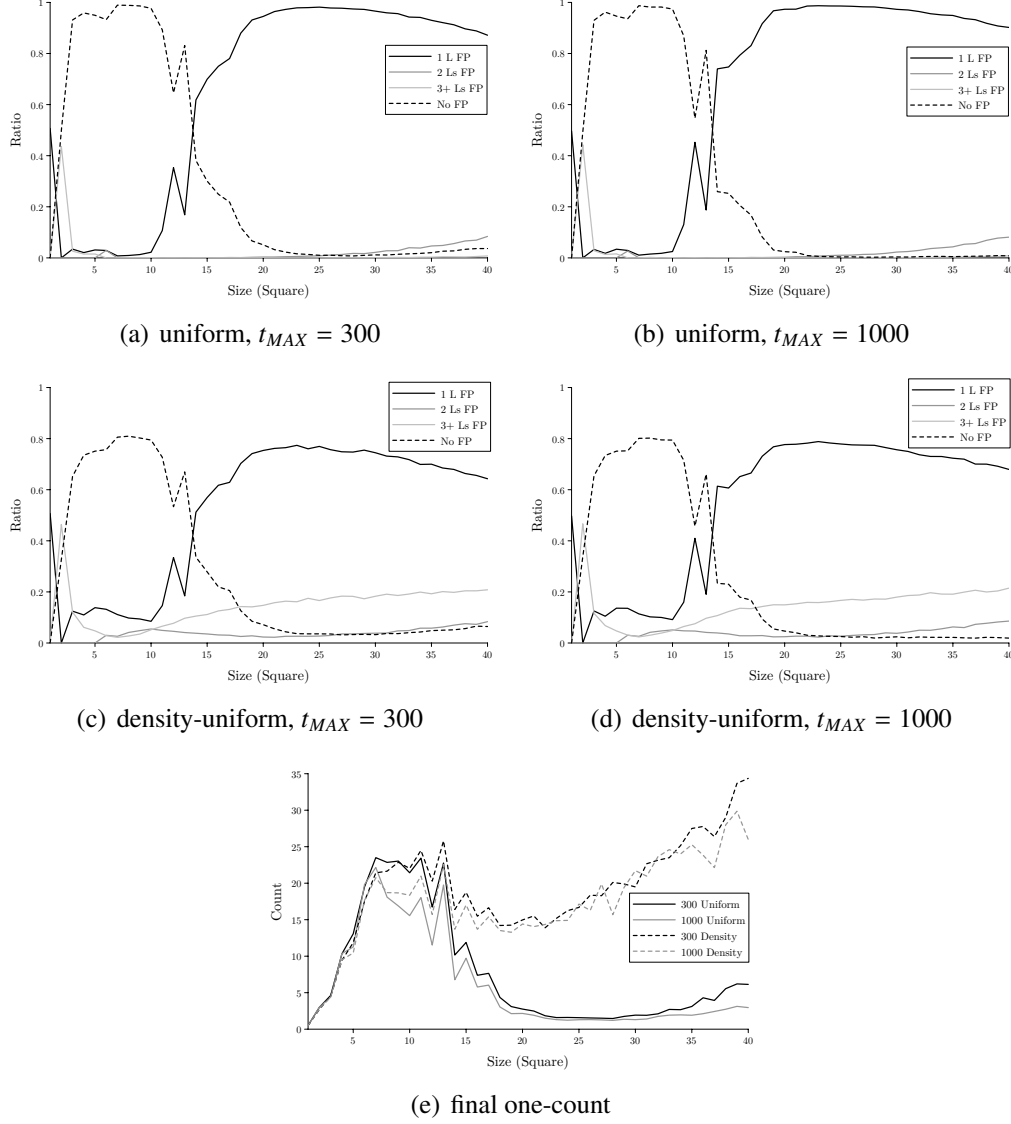 1
0.8
0.6
0.4
0.2
0
Ratio
5 10 15 20 25 30 35 40
Size (Square)
1 L FP
2 Ls FP
3+ Ls FP
No FP
(a) uniform, t_MAX = 300
1
0.8
0.6
0.4
0.2
0
Ratio
5 10 15 20 25 30 35 40
Size (Square)
1 L FP
2 Ls FP
3+ Ls FP
No FP
(b) uniform, t_MAX = 1000
1
0.8
0.6
0.4
0.2
0
Ratio
5 10 15 20 25 30 35 40
Size (Square)
1 L FP
2 Ls FP
3+ Ls FP
No FP
(c) density-uniform, t_MAX = 300
1
0.8
0.6
0.4
0.2
0
Ratio
5 10 15 20 25 30 35 40
Size (Square)
1 L FP
2 Ls FP
3+ Ls FP
No FP
(d) density-uniform, t_MAX = 1000
35
30
25
20
15
10
5
0
Count
5 10 15 20 25 30 35 40
Size (Square)
300 Uniform
1000 Uniform
300 Density
1000 Density
(e) final one-count